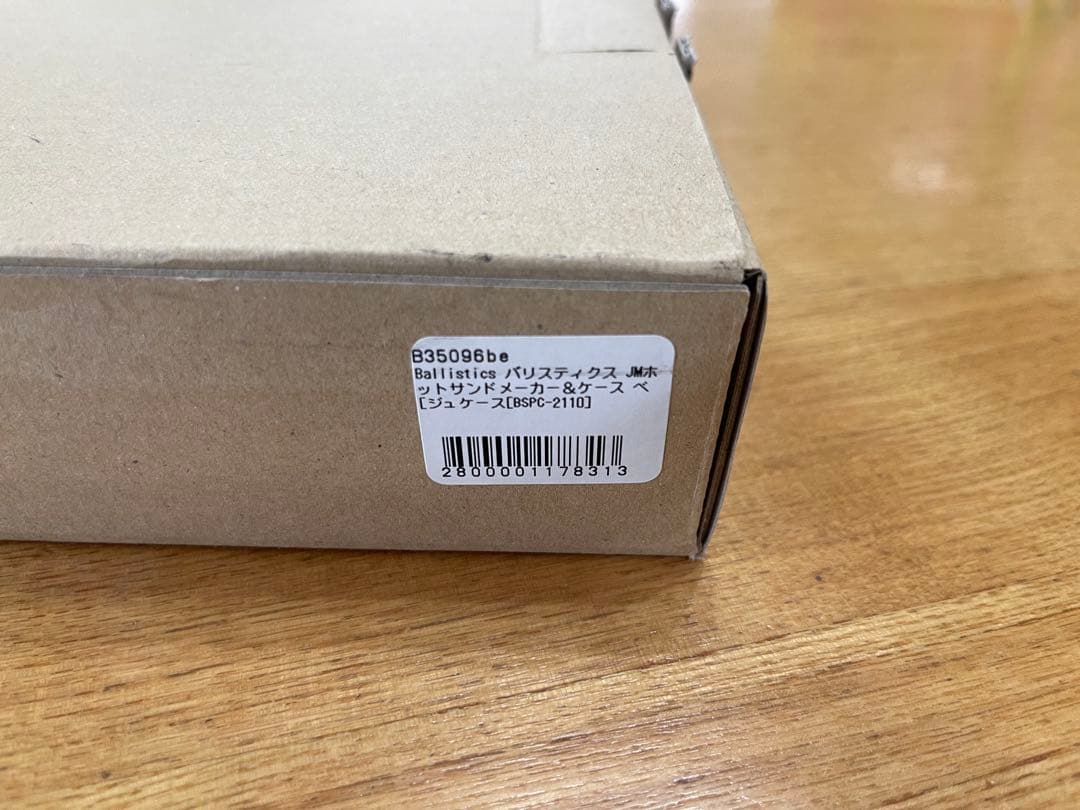 B35096be
Ballistics バリスティクス JMホ
ットサンドメーカー＆ケース ベ
[ジュケース[BSPC-2110]
2800001178313